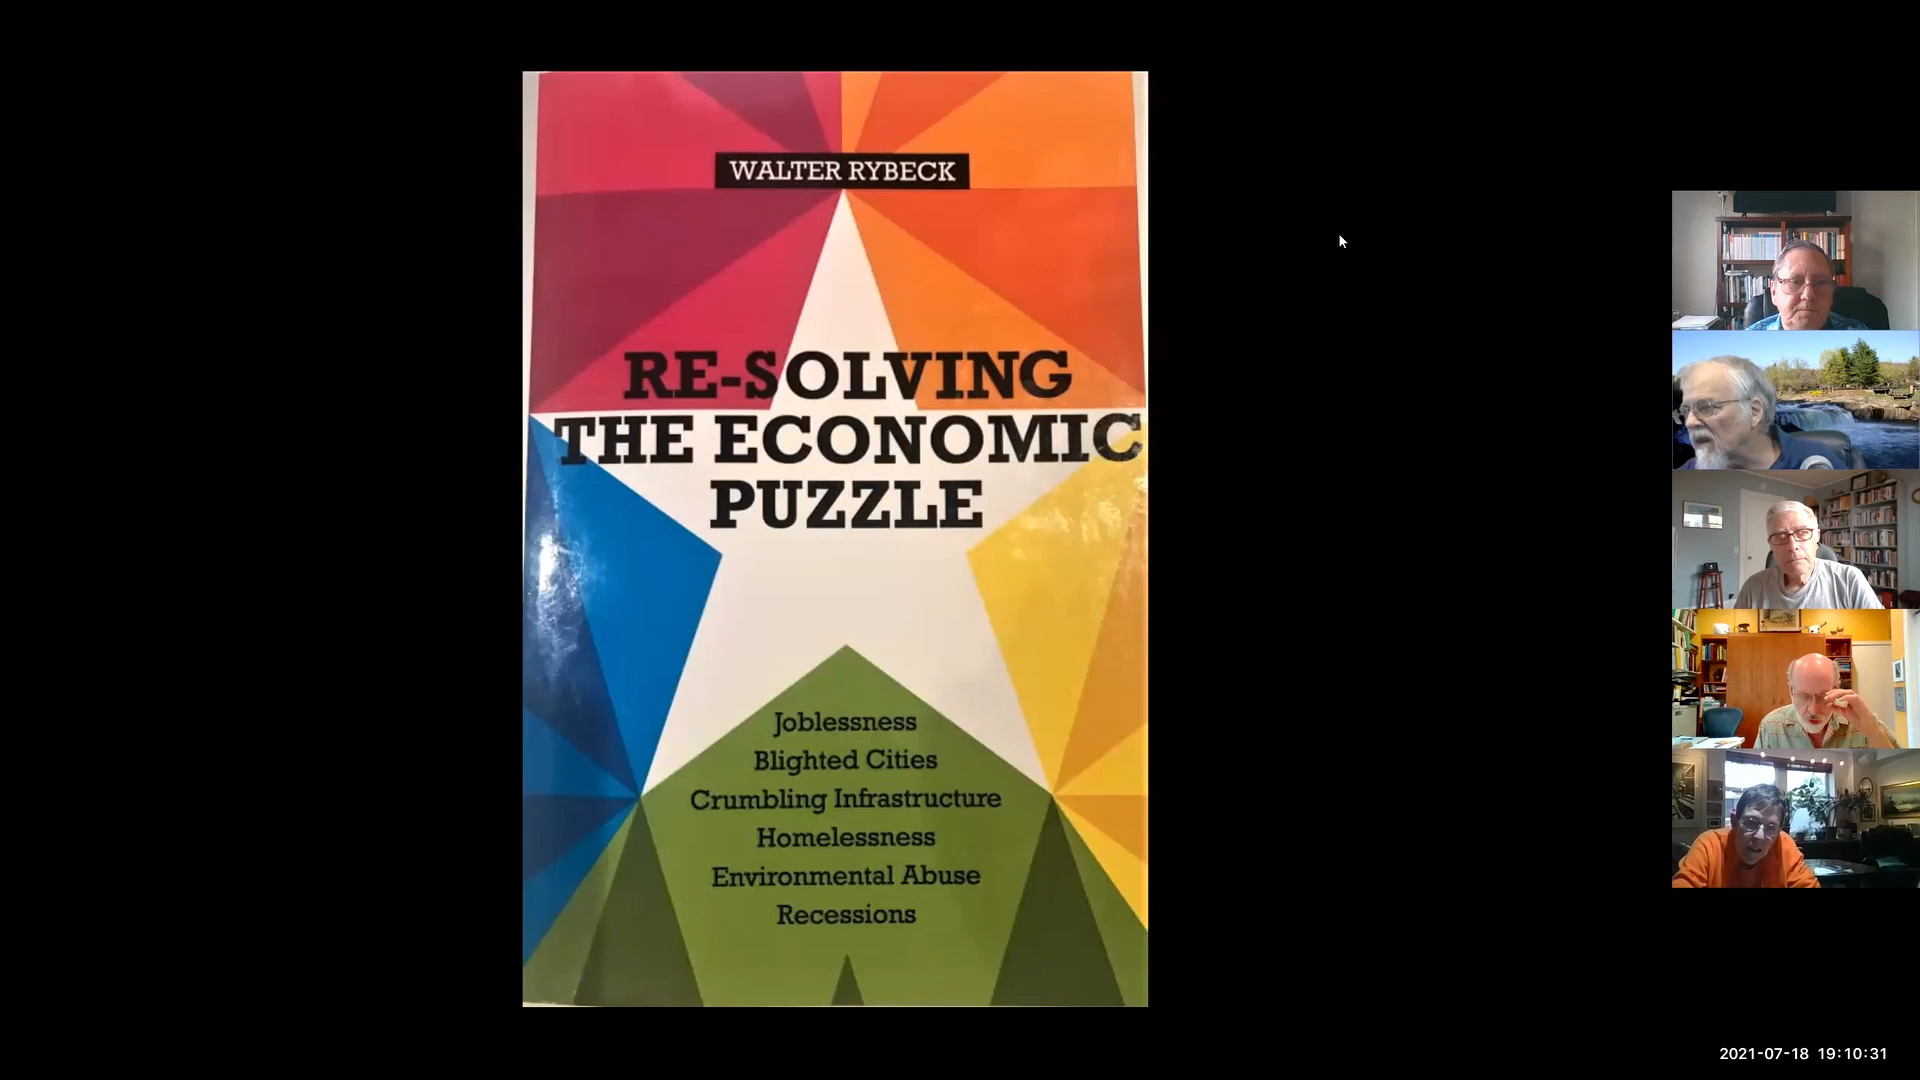 WALTER RYBECK
RE-SOLVING
THE ECONOMIC
PUZZLE
Joblessness
Blighted Cities
Crumbling Infrastructure
Homelessness
Environmental Abuse
Recessions
2021-07-18 19:10:31